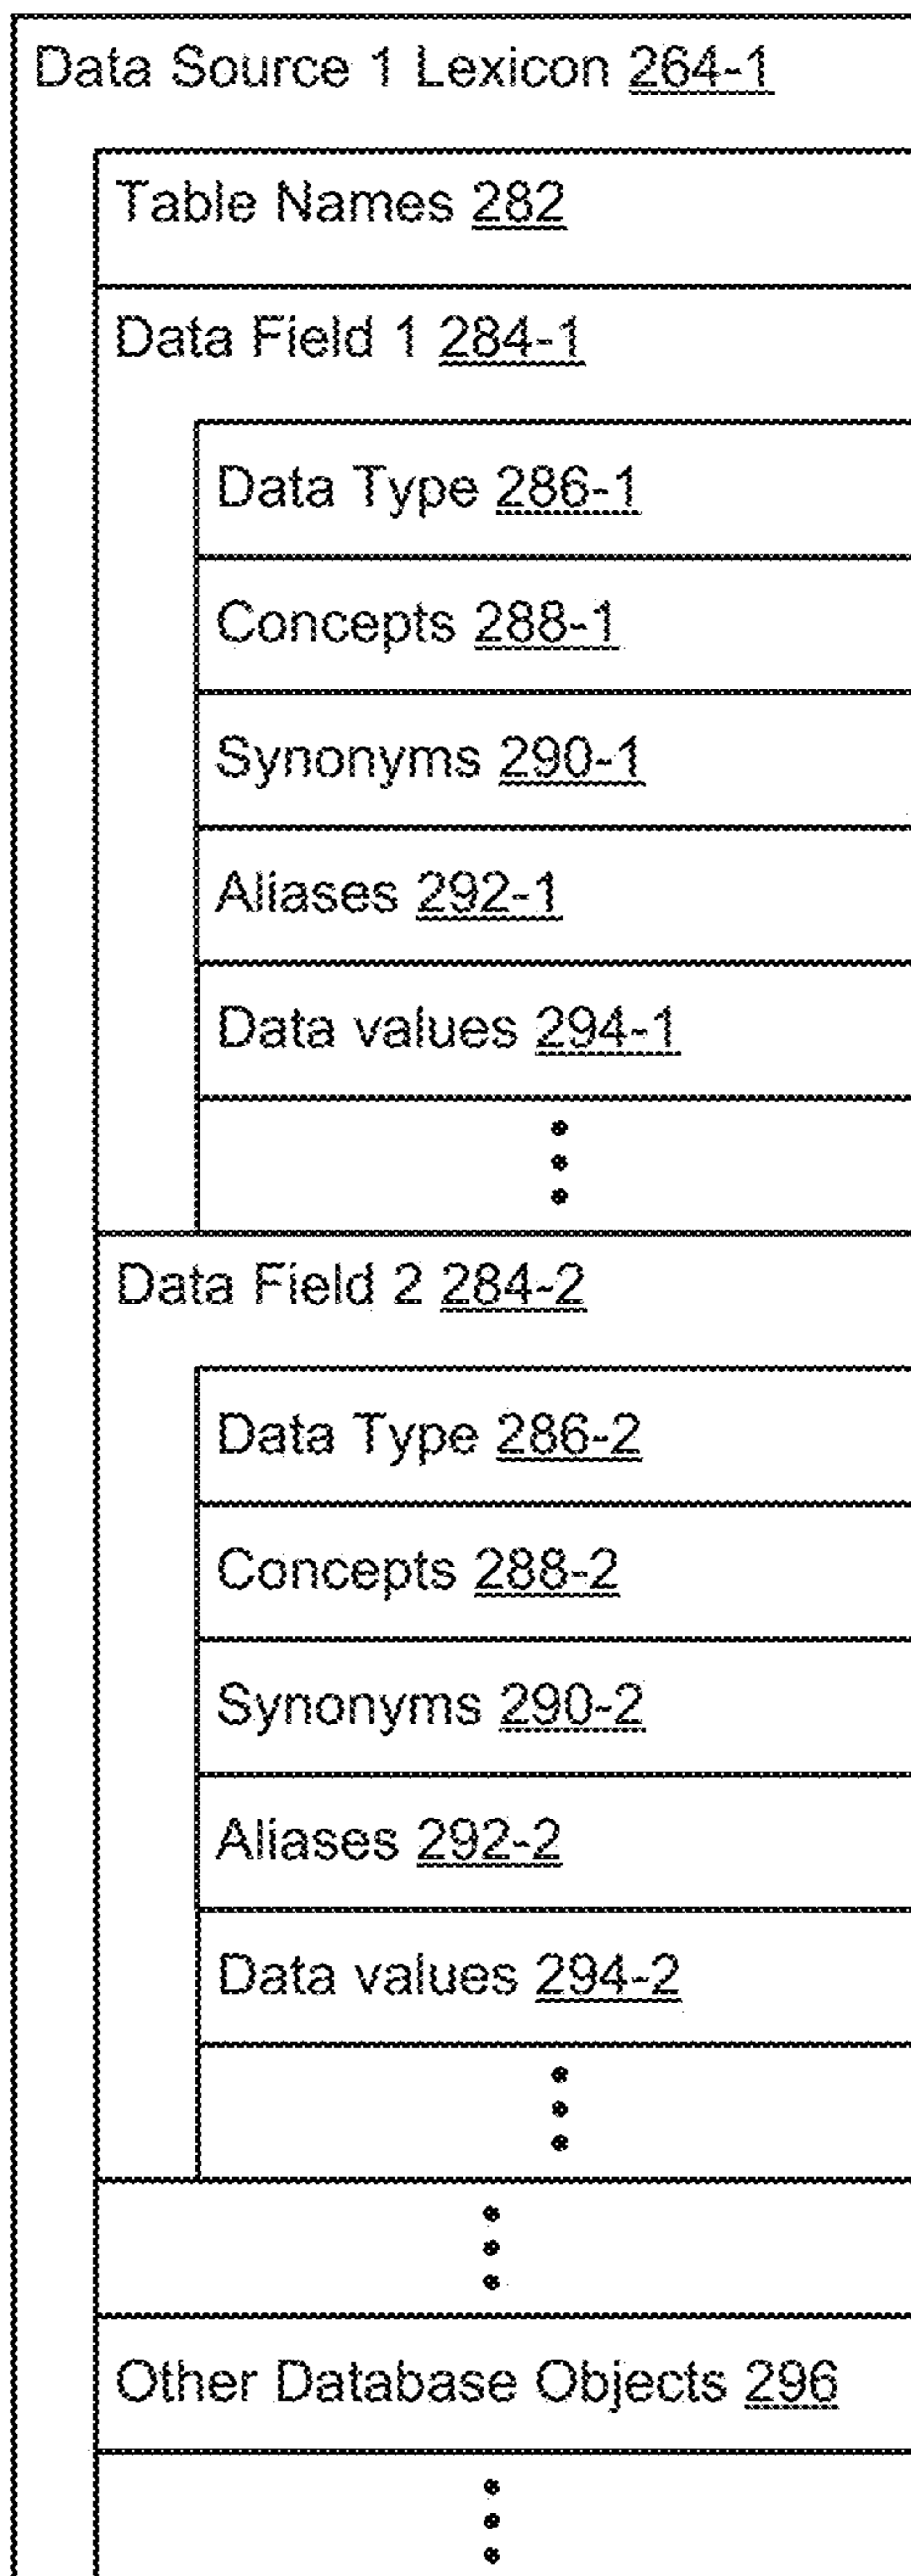 Data Source 1 Lexicon 264-1
Table Names 282
Data Field 1 284-1
Data Type 286-1
Concepts 288-1
Synonyms 290-1
Aliases 292-1
Data values 294-1
Data Field 2 284-2
Data Type 286-2
Concepts 288-2
Synonyms 290-2
Aliases 292-2
Data values 294-2
Other Database Objects 296